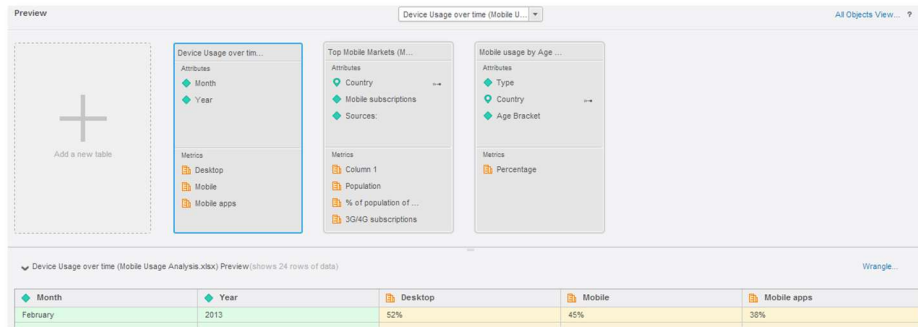 Preview
Device Usage over time (Mobile U...
All Objects View...
?
Add a new table
Device Usage over tim...
Attributes
Month
Year
Metrics
Desktop
Mobile
Mobile apps
Top Mobile Markets (M...
Attributes
Country
Mobile subscriptions
Sources:
Metrics
Column 1
Population
% of population of ...
3G/4G subscriptions
Mobile usage by Age ...
Attributes
Type
Country
Age Bracket
Metrics
Percentage
Device Usage over time (Mobile Usage Analysis.xlsx) Preview(shows 24 rows of data)
Wrangle...
Month Year Desktop Mobile Mobile apps
February 2013 52% 45% 38%